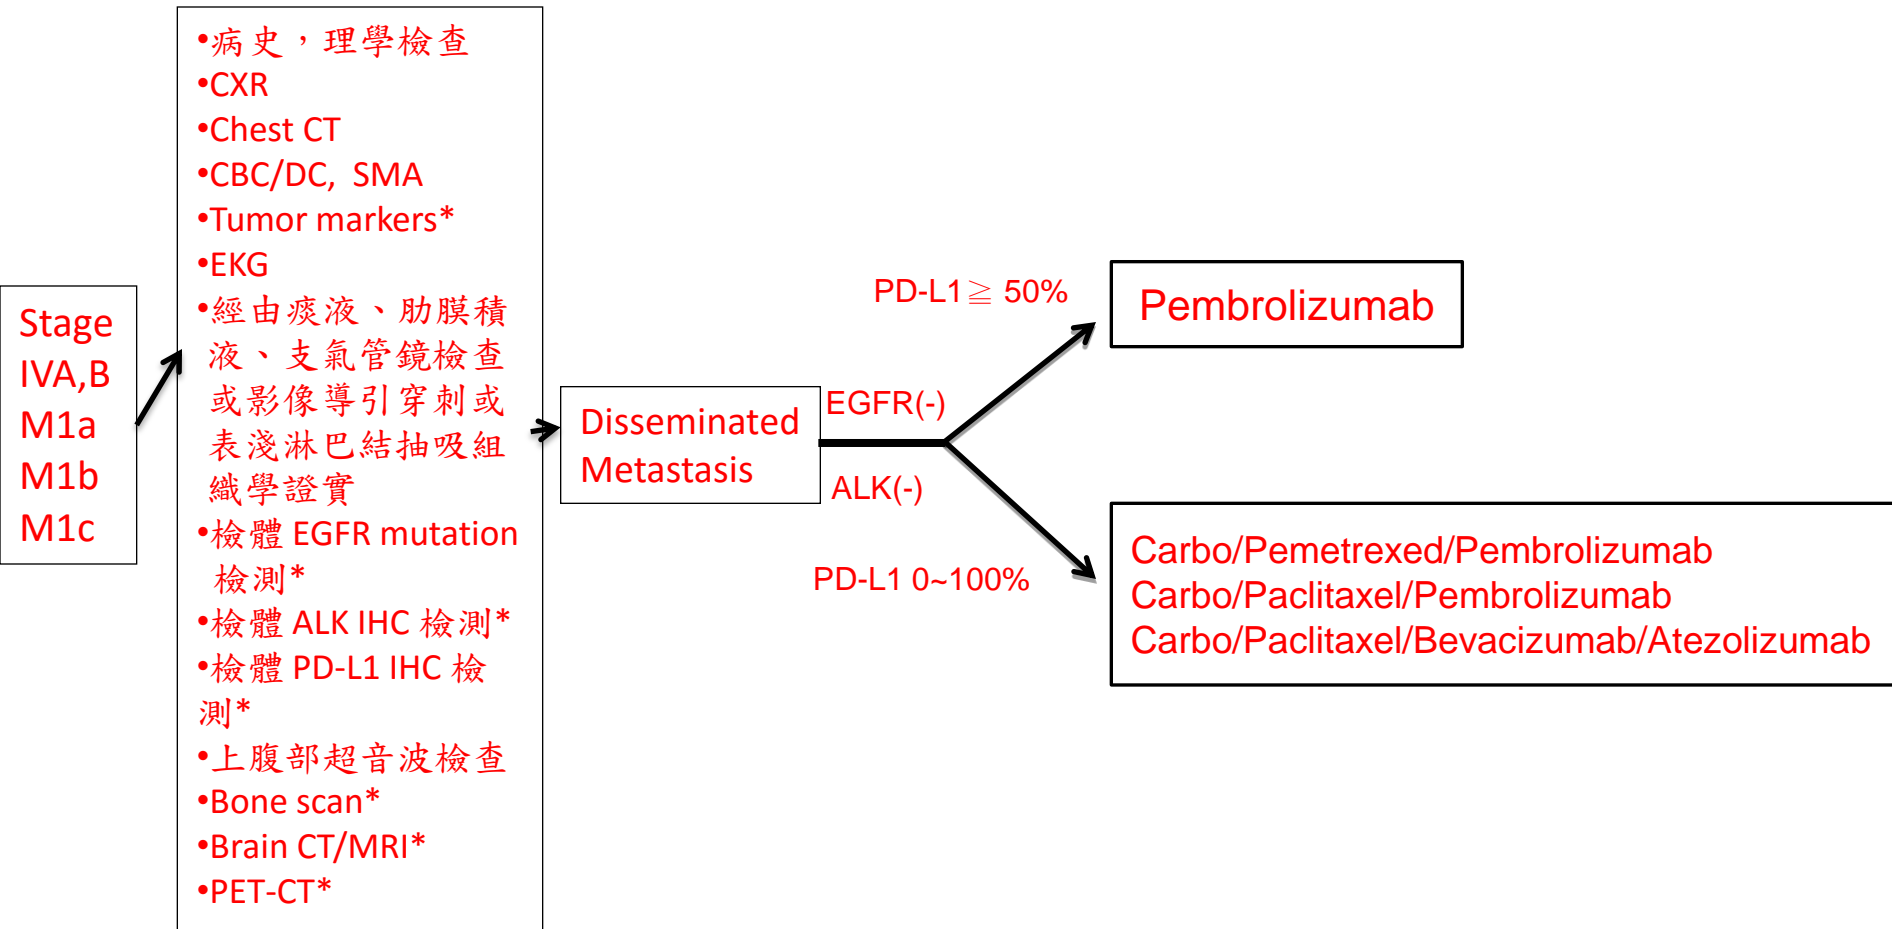 Stage
IVA,B
M1a
M1b
M1c
•病史，理學檢查
•CXR
•Chest CT
•CBC/DC, SMA
•Tumor markers*
•EKG
•經由痰液、肋膜積
液、支氣管鏡檢查
或影像導引穿刺或
表淺淋巴結抽吸組
織學證實
•檢體 EGFR mutation
檢測*
•檢體 ALK IHC 檢測*
•檢體 PD-L1 IHC 檢
測*
•上腹部超音波檢查
•Bone scan*
•Brain CT/MRI*
•PET-CT*
Disseminated
Metastasis
EGFR(-)
ALK(-)
PD-L1≧ 50%
Pembrolizumab
PD-L1 0~100%
Carbo/Pemetrexed/Pembrolizumab
Carbo/Paclitaxel/Pembrolizumab
Carbo/Paclitaxel/Bevacizumab/Atezolizumab